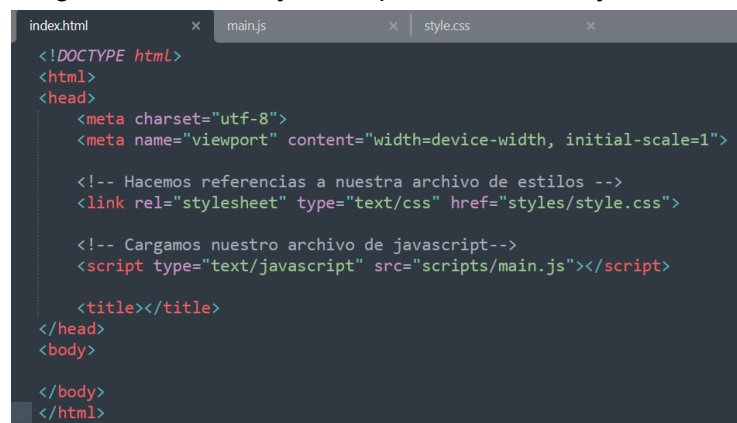 index.html × main.js × style.css ×
<!DOCTYPE html>
<html>
<head>
    <meta charset="utf-8">
    <meta name="viewport" content="width=device-width, initial-scale=1">

    <!-- Hacemos referencias a nuestra archivo de estilos -->
    <link rel="stylesheet" type="text/css" href="styles/style.css">

    <!-- Cargamos nuestro archivo de javascript-->
    <script type="text/javascript" src="scripts/main.js"></script>

    <title></title>
</head>
<body>

</body>
</html>